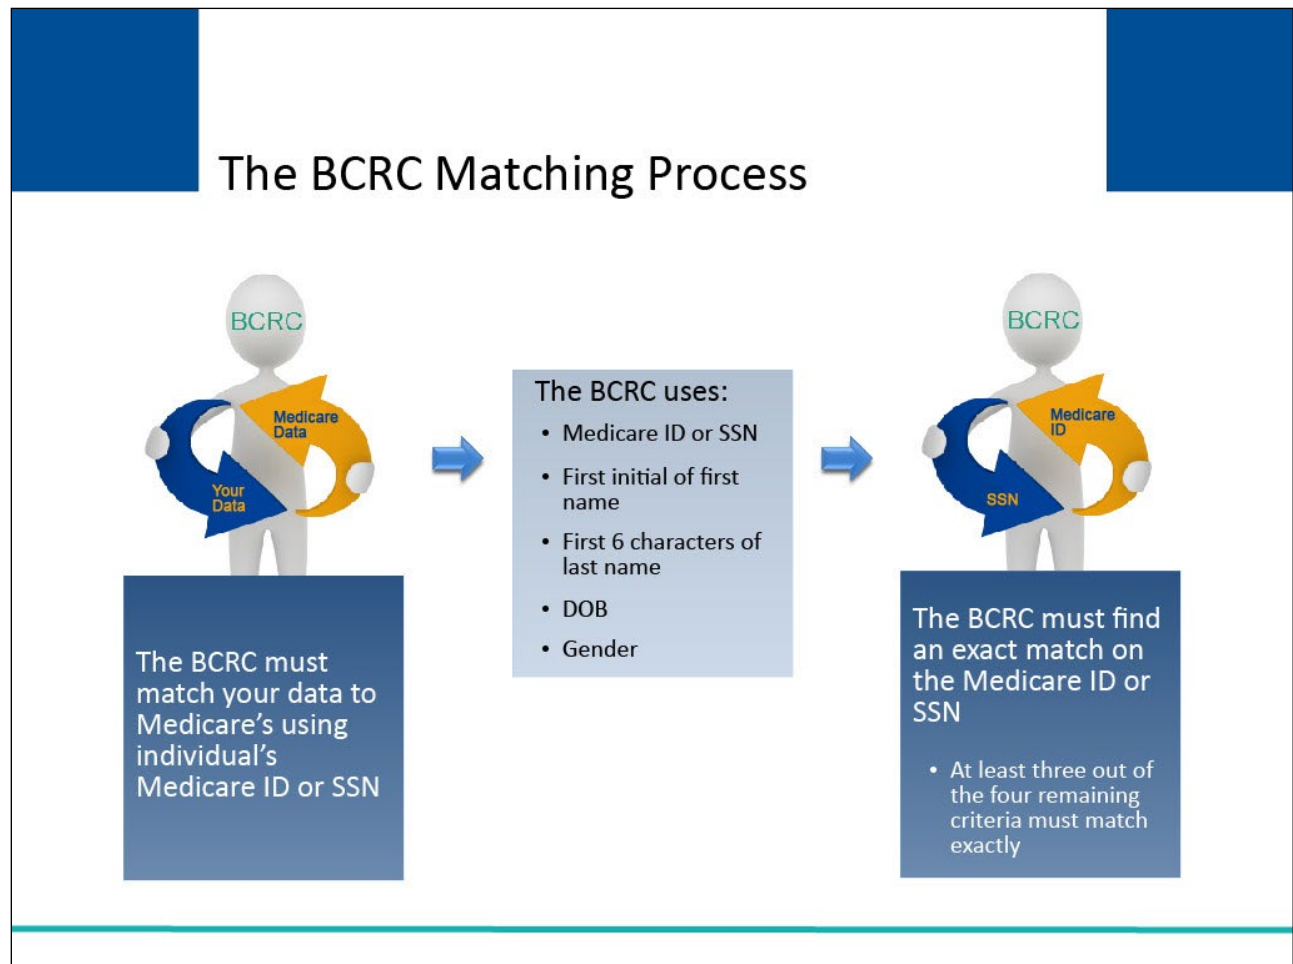 The BCRC Matching Process
BCRC
Medicare
Data
Your
Data
The BCRC must
match your data to
Medicare’s using
individual’s
Medicare ID or SSN
The BCRC uses:
• Medicare ID or SSN
• First initial of first
name
• First 6 characters of
last name
• DOB
• Gender
BCRC
Medicare
ID
SSN
The BCRC must find
an exact match on
the Medicare ID or
SSN
• At least three out of
the four remaining
criteria must match
exactly